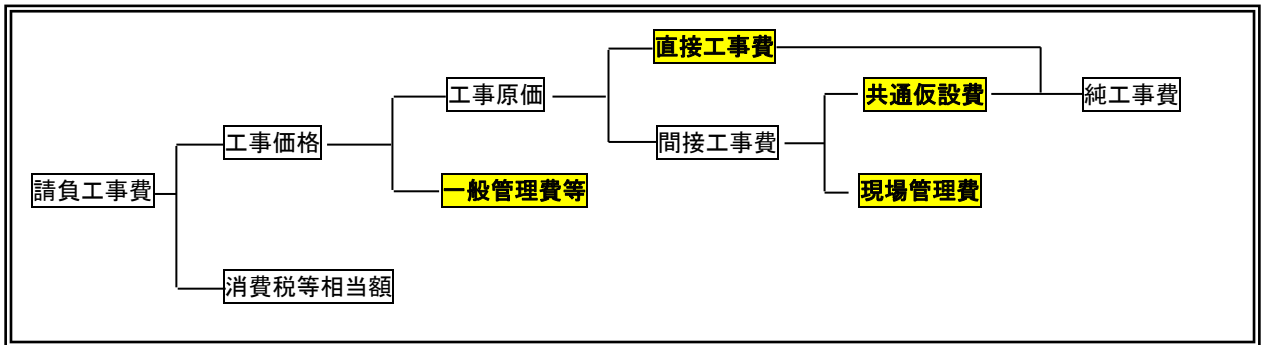 直接工事費
工事原価
共通仮設費
純工事費
工事価格
間接工事費
請負工事費
一般管理費等
現場管理費
消費税等相当額